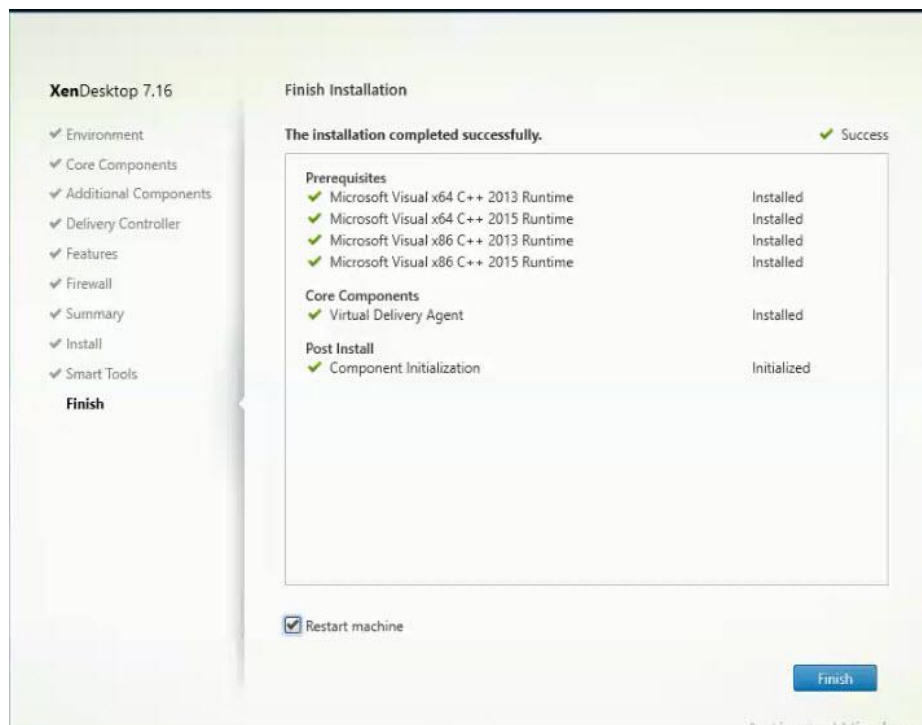 XenDesktop 7.16
Environment
Core Components
Additional Components
Delivery Controller
Features
Firewall
Summary
Install
Smart Tools
Finish
Finish Installation
The installation completed successfully. Success
Prerequisites
Microsoft Visual x64 C++ 2013 Runtime Installed
Microsoft Visual x64 C++ 2015 Runtime Installed
Microsoft Visual x86 C++ 2013 Runtime Installed
Microsoft Visual x86 C++ 2015 Runtime Installed
Core Components
Virtual Delivery Agent Installed
Post Install
Component Initialization Initialized
Restart machine
Finish